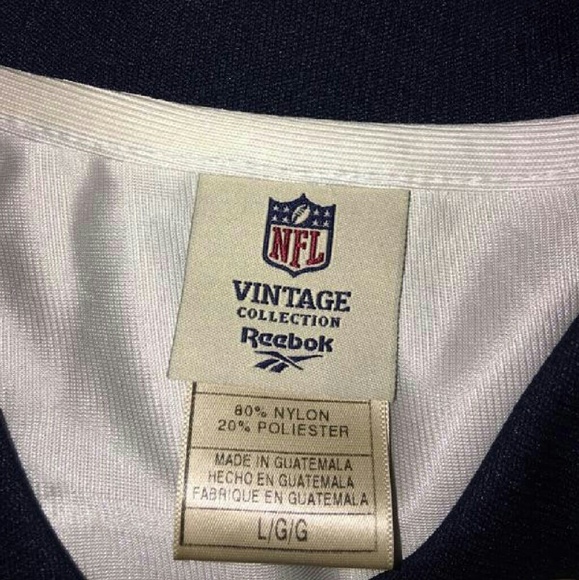 NFL
VINTAGE
COLLECTION
Reebok
80% NYLON
20% POLIESTER
MADE IN GUATEMALA
HECHO EN GUATEMALA
FABRIQUE EN GUATEMALA
L/G/G